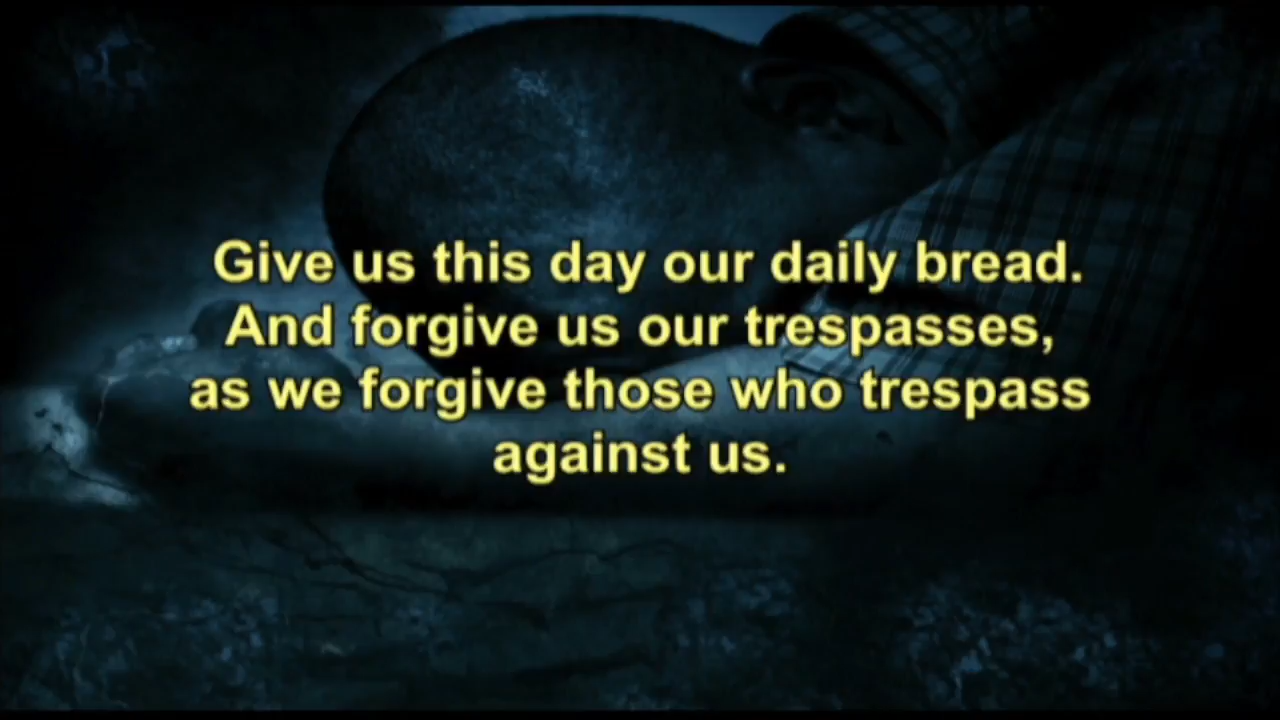 Give us this day our daily bread.
And forgive us our trespasses,
as we forgive those who trespass
against us.